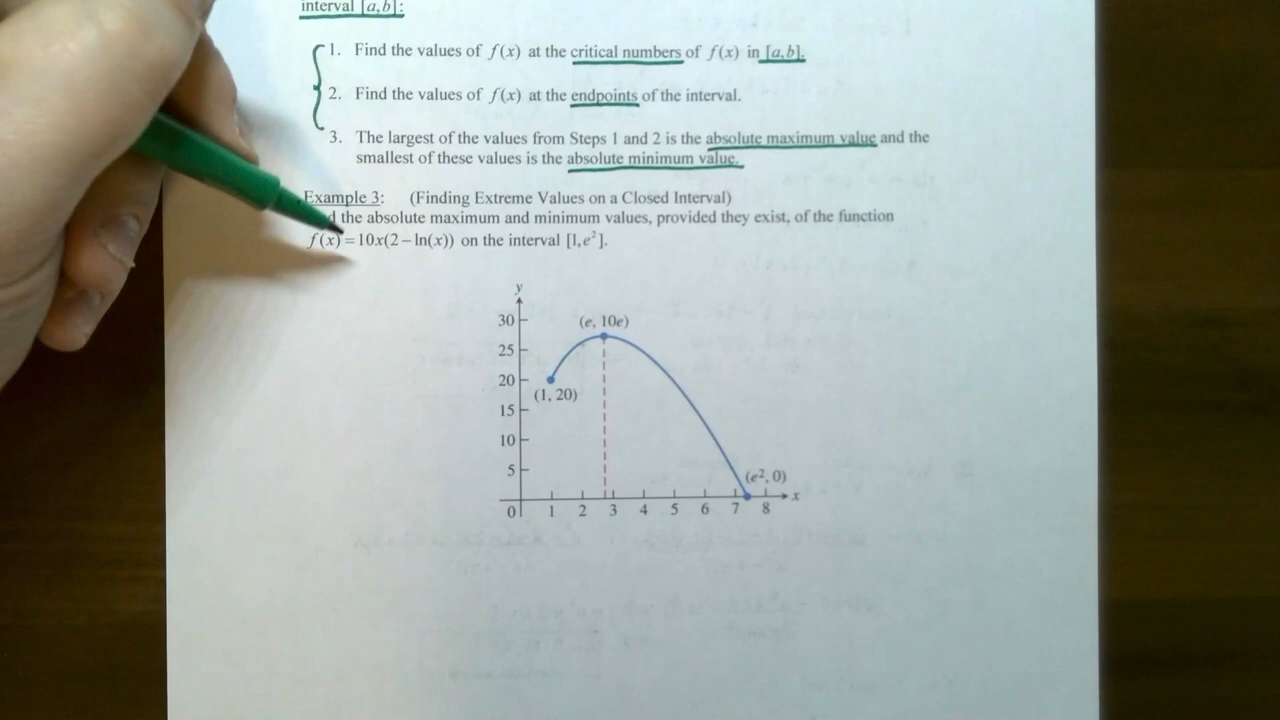 interval [a,b]:
1. Find the values of f(x) at the critical numbers of f(x) in [a,b].
2. Find the values of f(x) at the endpoints of the interval.
3. The largest of the values from Steps 1 and 2 is the absolute maximum value and the
smallest of these values is the absolute minimum value.
Example 3: (Finding Extreme Values on a Closed Interval)
the absolute maximum and minimum values, provided they exist, of the function
f(x)=10x(2−ln(x)) on the interval [1,e²].
y
30
(e, 10e)
25
20
(1, 20)
15
10
5
(e², 0)
x
0 1 2 3 4 5 6 7 8